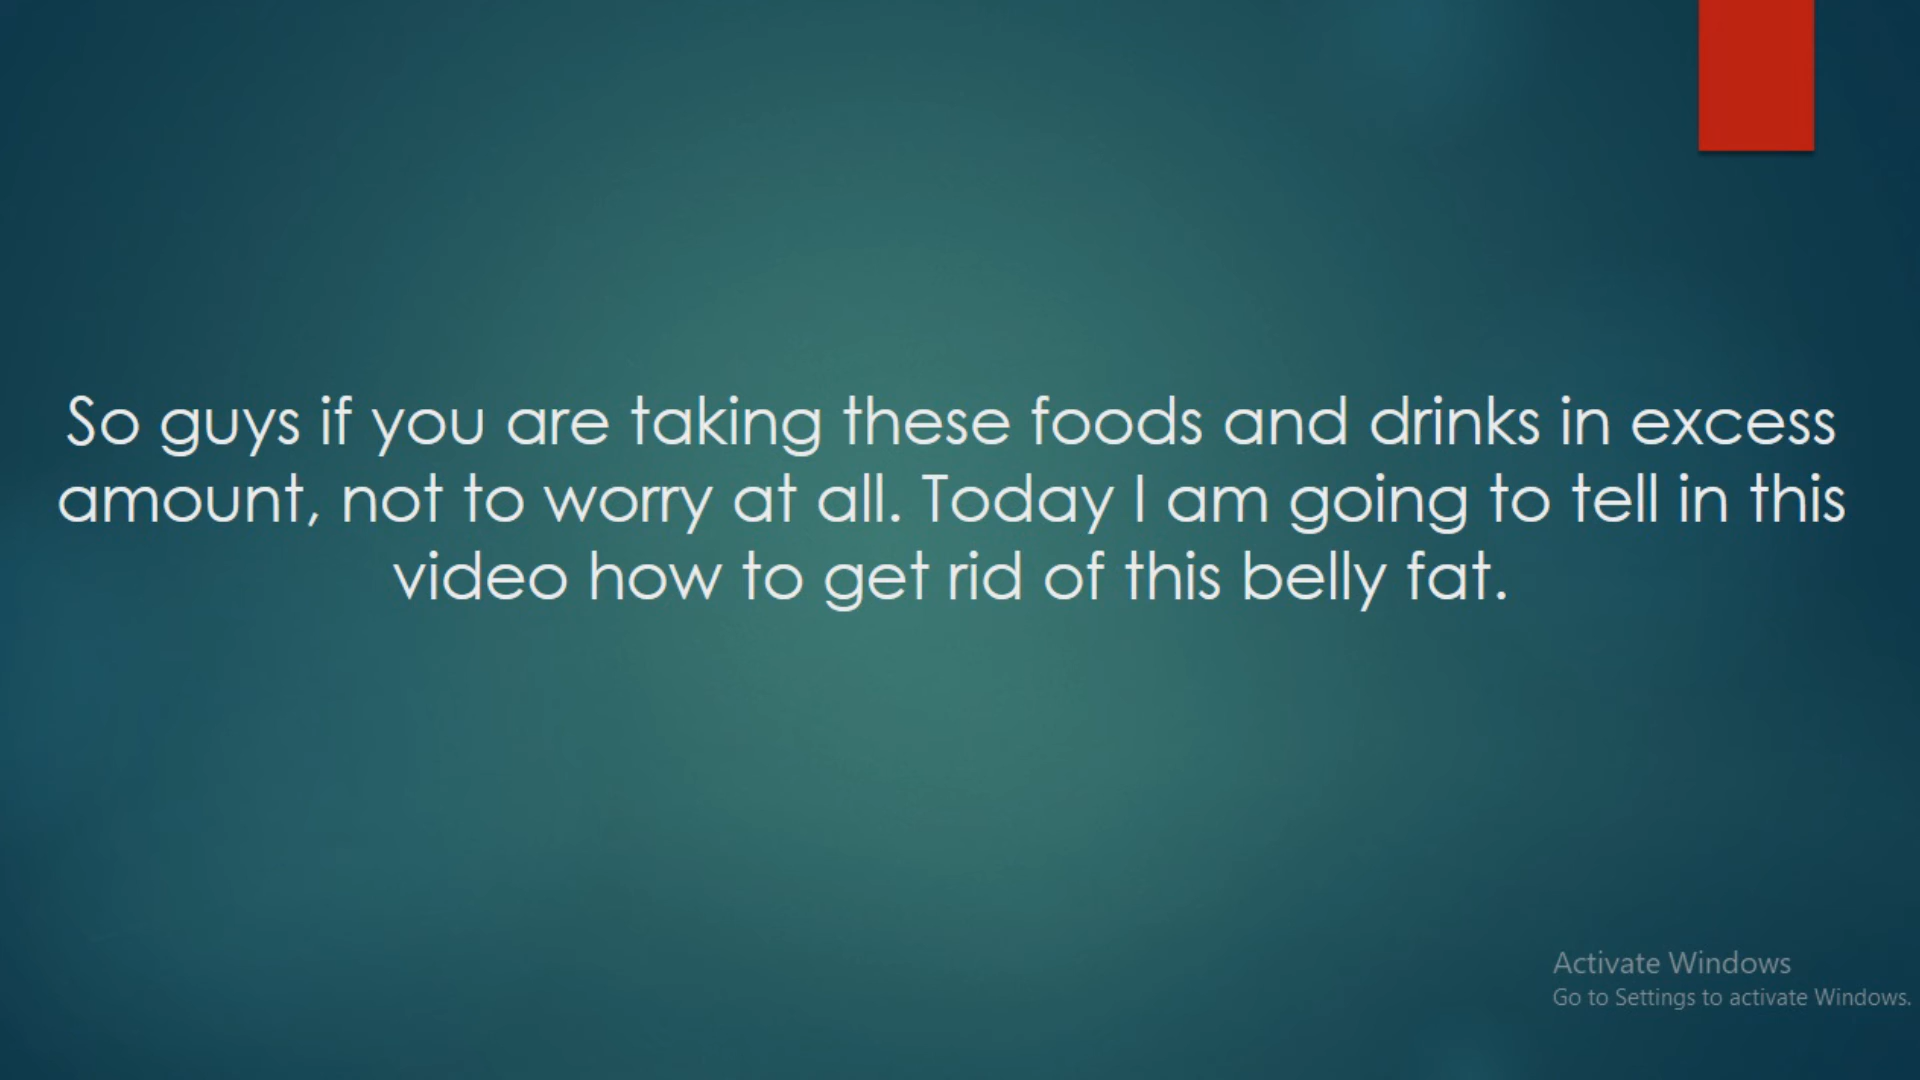 So guys if you are taking these foods and drinks in excess
amount, not to worry at all. Today I am going to tell in this
video how to get rid of this belly fat.
Activate Windows
Go to Settings to activate Windows.